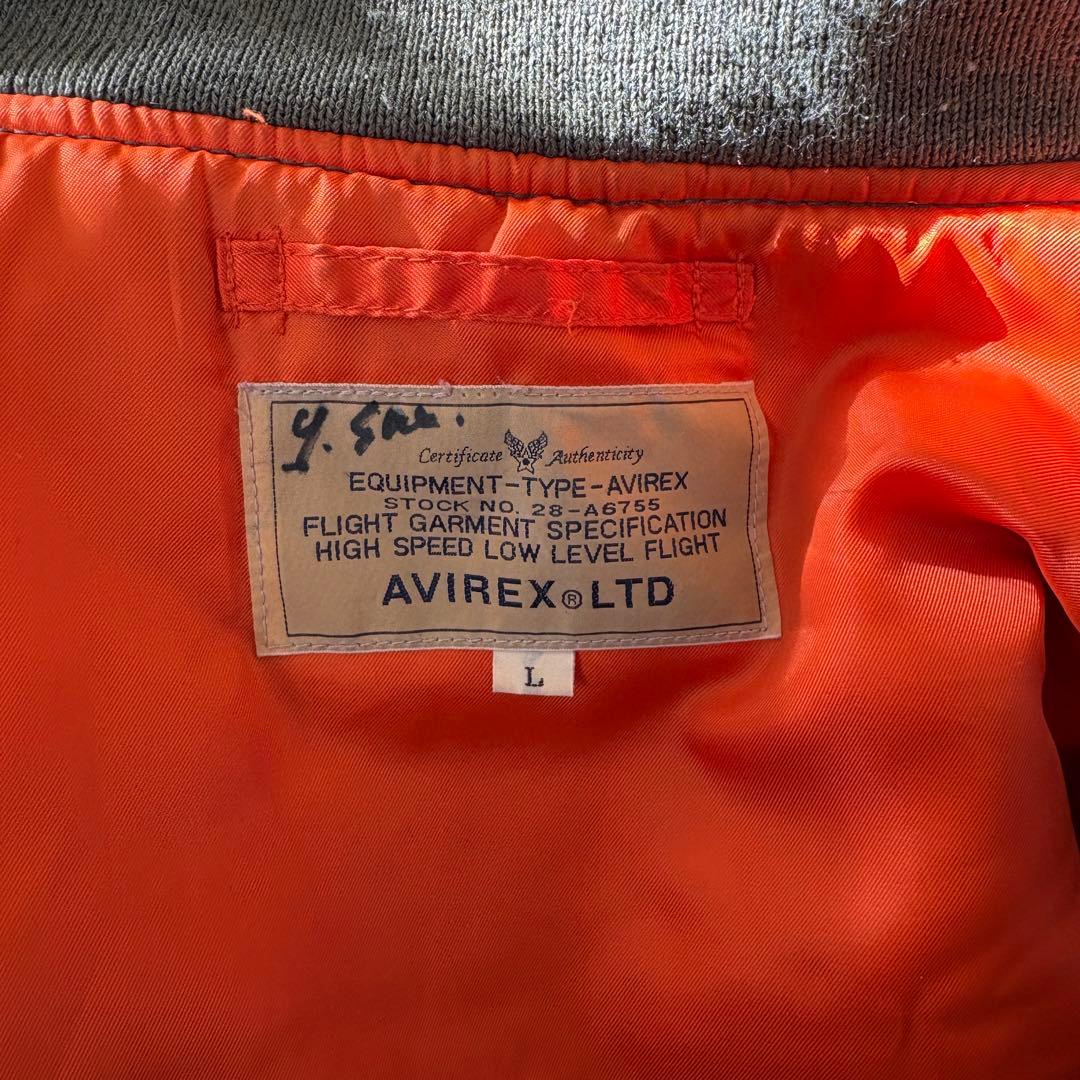 Certificate Authenticity
EQUIPMENT-TYPE-AVIREX
STOCK NO. 28-A6755
FLIGHT GARMENT SPECIFICATION
HIGH SPEED LOW LEVEL FLIGHT
AVIREX®LTD
L